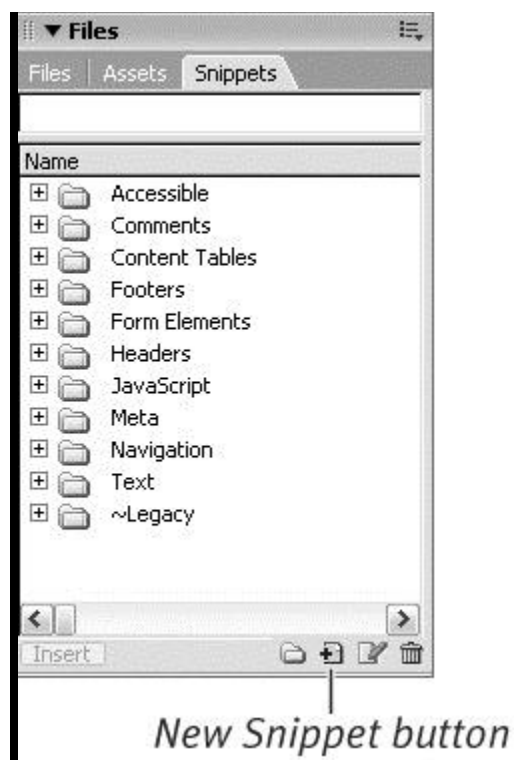 Files
Files Assets Snippets
Name
Accessible
Comments
Content Tables
Footers
Form Elements
Headers
JavaScript
Meta
Navigation
Text
~Legacy
Insert
New Snippet button